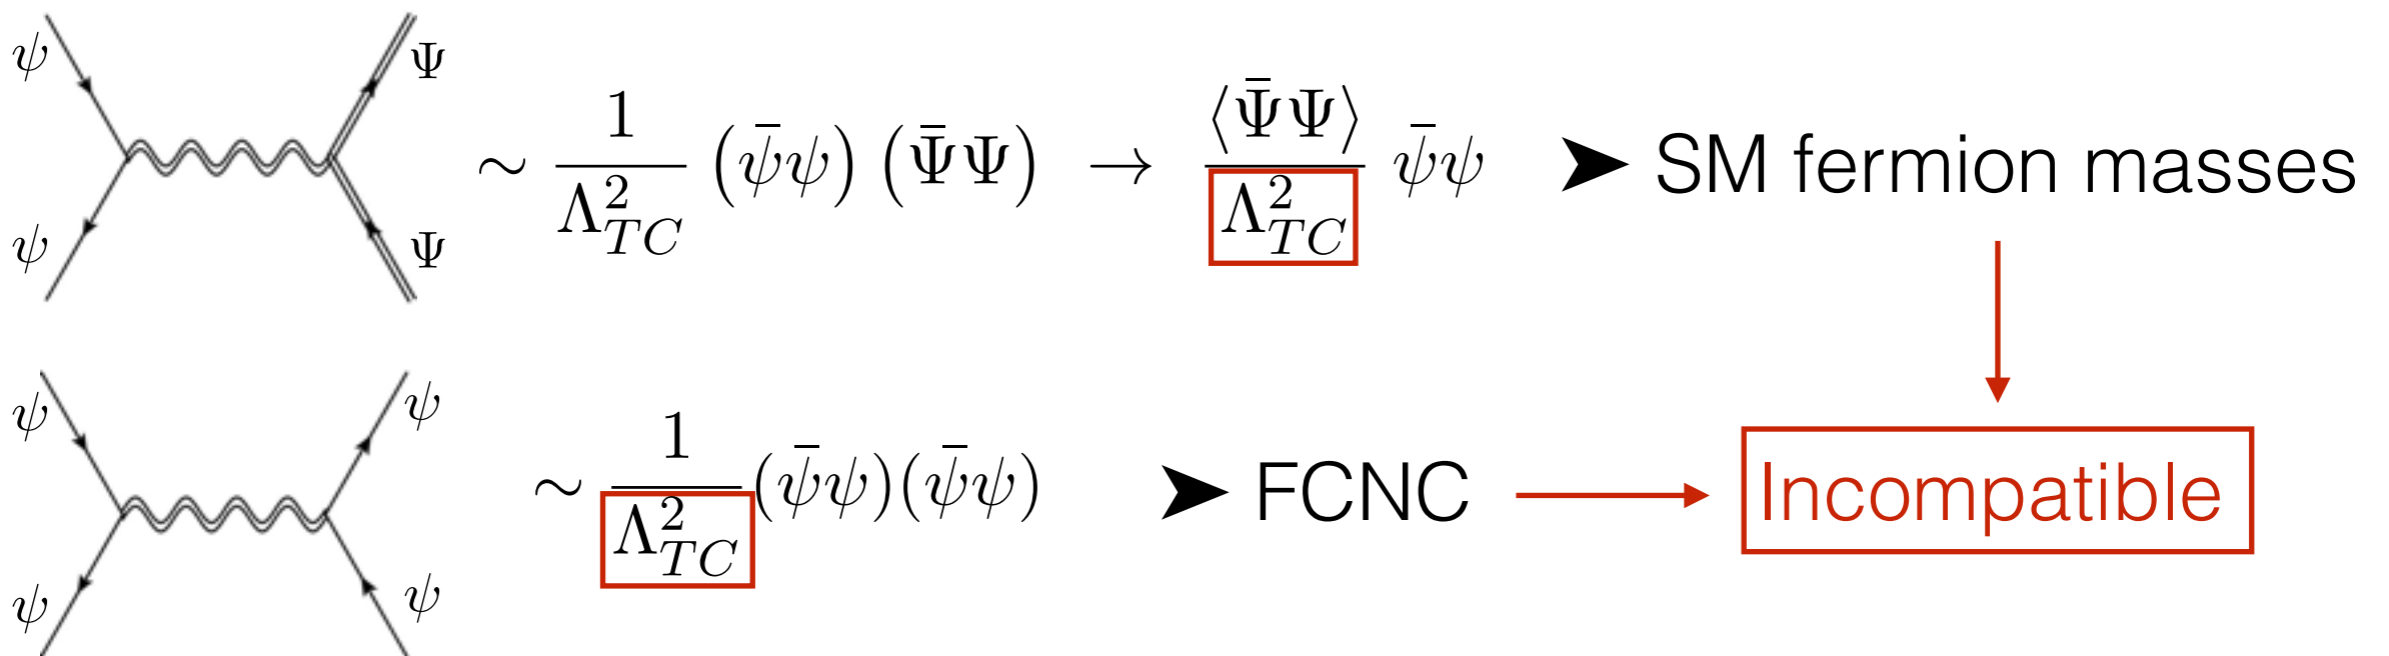 ψ Ψ
∼ 1/Λ²_TC (ψ̄ψ) (Ψ̄Ψ) → ⟨Ψ̄Ψ⟩/Λ²_TC ψ̄ψ ➤ SM fermion masses
ψ Ψ
ψ ψ
∼ 1/Λ²_TC (ψ̄ψ)(ψ̄ψ) ➤ FCNC → Incompatible
ψ ψ